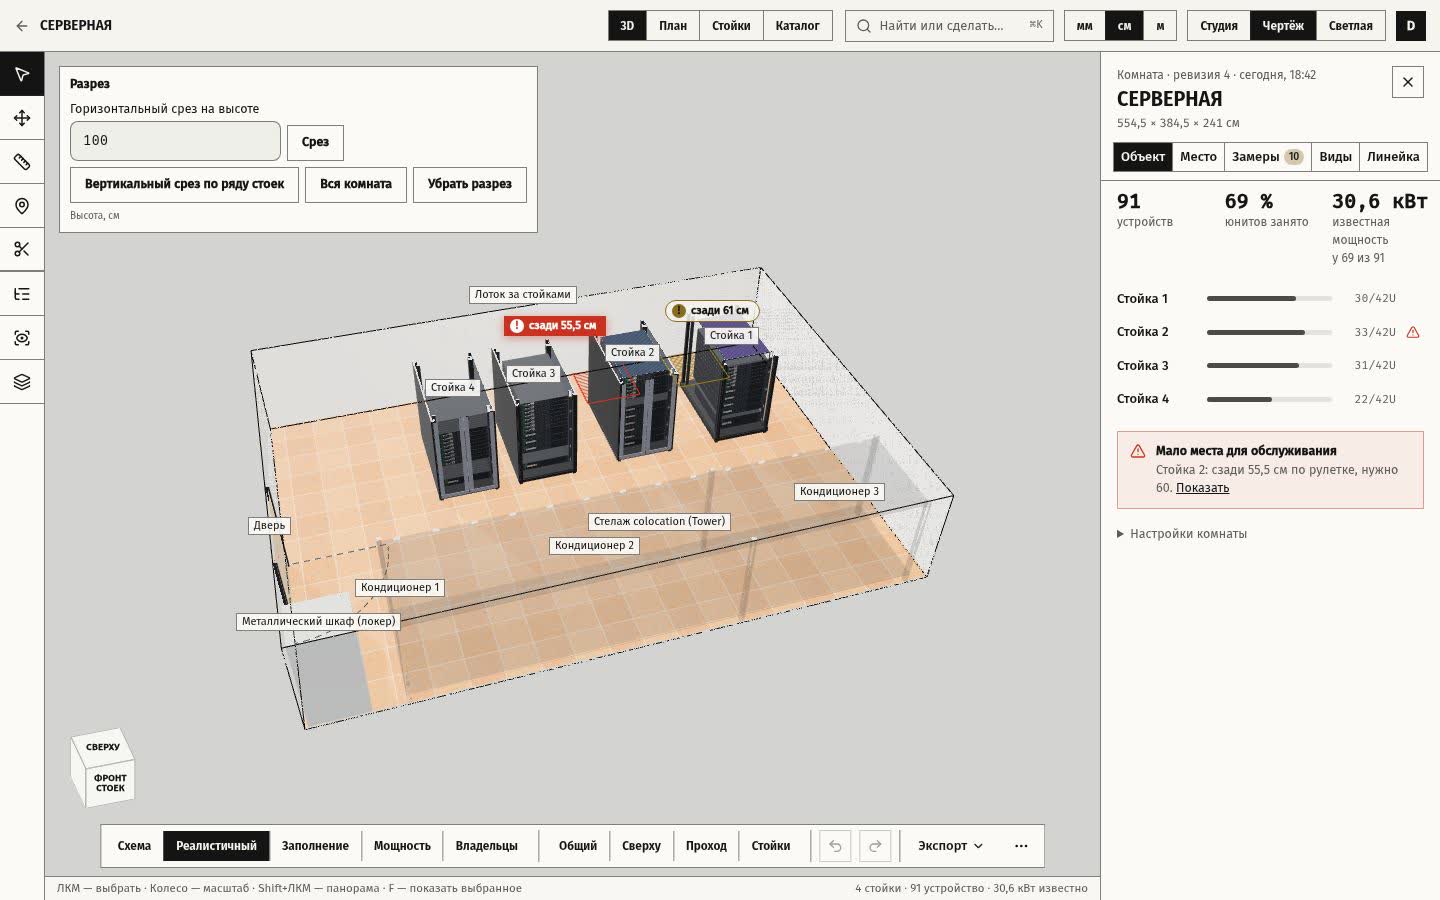 СЕРВЕРНАЯ
3D План Стойки Каталог
Найти или сделать... ⌘K
мм см м
Студия Чертёж Светлая
D
Разрез
Горизонтальный срез на высоте
100 Срез
Вертикальный срез по ряду стоек Вся комната Убрать разрез
Высота, см
Лоток за стойками
! сзади 61 см
! сзади 55,5 см
Стойка 1
Стойка 2
Стойка 3
Стойка 4
Кондиционер 3
Стелаж colocation (Tower)
Дверь
Кондиционер 2
Кондиционер 1
Металлический шкаф (локер)
СВЕРХУ
ФРОНТ
СТОЕК
Схема Реалистичный Заполнение Мощность Владельцы Общий Сверху Проход Стойки Экспорт ...
ЛКМ — выбрать · Колесо — масштаб · Shift+ЛКМ — панорама · F — показать выбранное
4 стойки · 91 устройство · 30,6 кВт известно
Комната · ревизия 4 · сегодня, 18:42
СЕРВЕРНАЯ
554,5 × 384,5 × 241 см
Объект Место Замеры 10 Виды Линейка
91 69 % 30,6 кВт
устройств юнитов занято известная
мощность
у 69 из 91
Стойка 1 30/42U
Стойка 2 33/42U
Стойка 3 31/42U
Стойка 4 22/42U
Мало места для обслуживания
Стойка 2: сзади 55,5 см по рулетке, нужно
60. Показать
Настройки комнаты